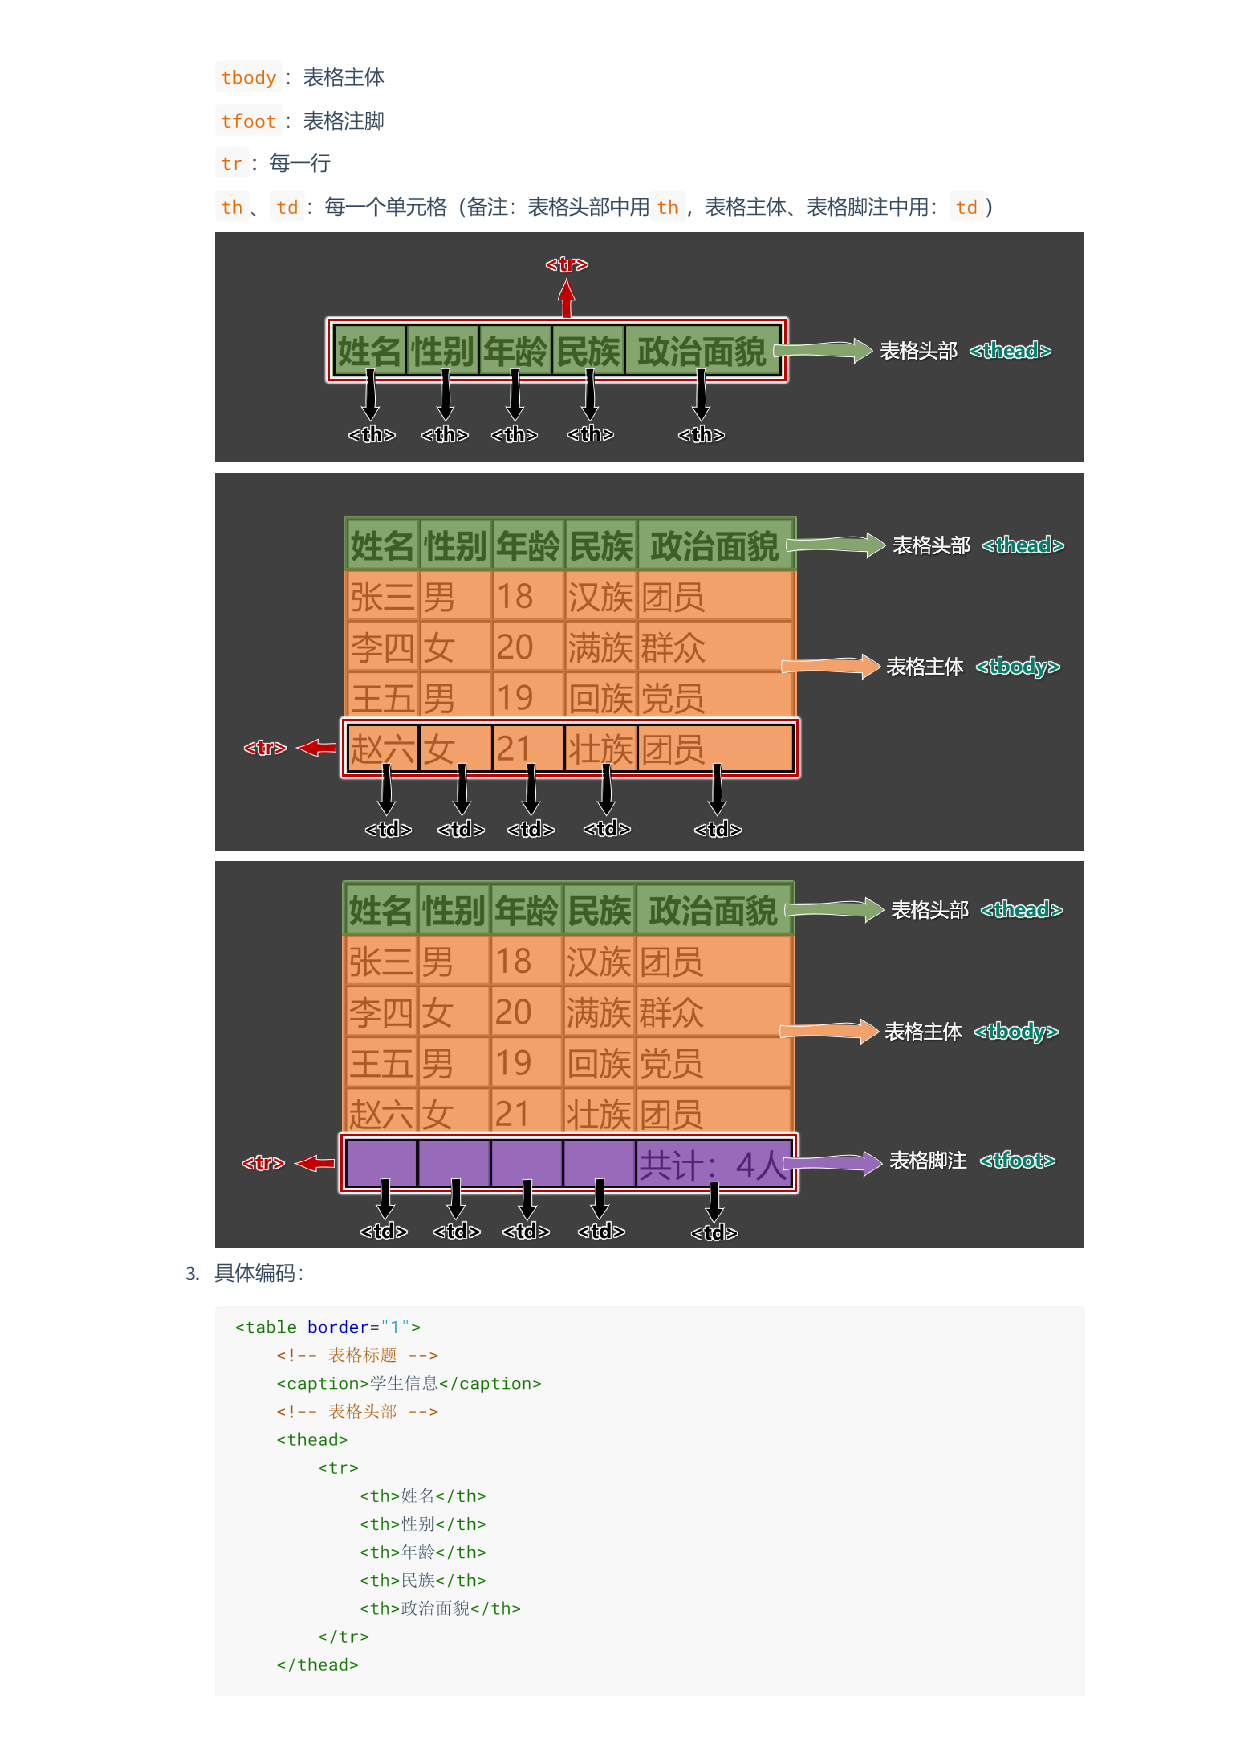 tbody：表格主体
tfoot：表格注脚
tr：每一行
th、td：每一个单元格（备注：表格头部中用th，表格主体、表格脚注中用：td）
<tr>
姓名 性别 年龄 民族 政治面貌 表格头部 <thead>
<th> <th> <th> <th> <th>
姓名 性别 年龄 民族 政治面貌 表格头部 <thead>
张三 男 18 汉族 团员
李四 女 20 满族 群众 表格主体 <tbody>
王五 男 19 回族 党员
<tr> 赵六 女 21 壮族 团员
<td> <td> <td> <td> <td>
姓名 性别 年龄 民族 政治面貌 表格头部 <thead>
张三 男 18 汉族 团员
李四 女 20 满族 群众 表格主体 <tbody>
王五 男 19 回族 党员
赵六 女 21 壮族 团员
<tr> 共计：4人 表格脚注 <tfoot>
<td> <td> <td> <td> <td>
3. 具体编码：
<table border="1">
<!-- 表格标题 -->
<caption>学生信息</caption>
<!-- 表格头部 -->
<thead>
<tr>
<th>姓名</th>
<th>性别</th>
<th>年龄</th>
<th>民族</th>
<th>政治面貌</th>
</tr>
</thead>